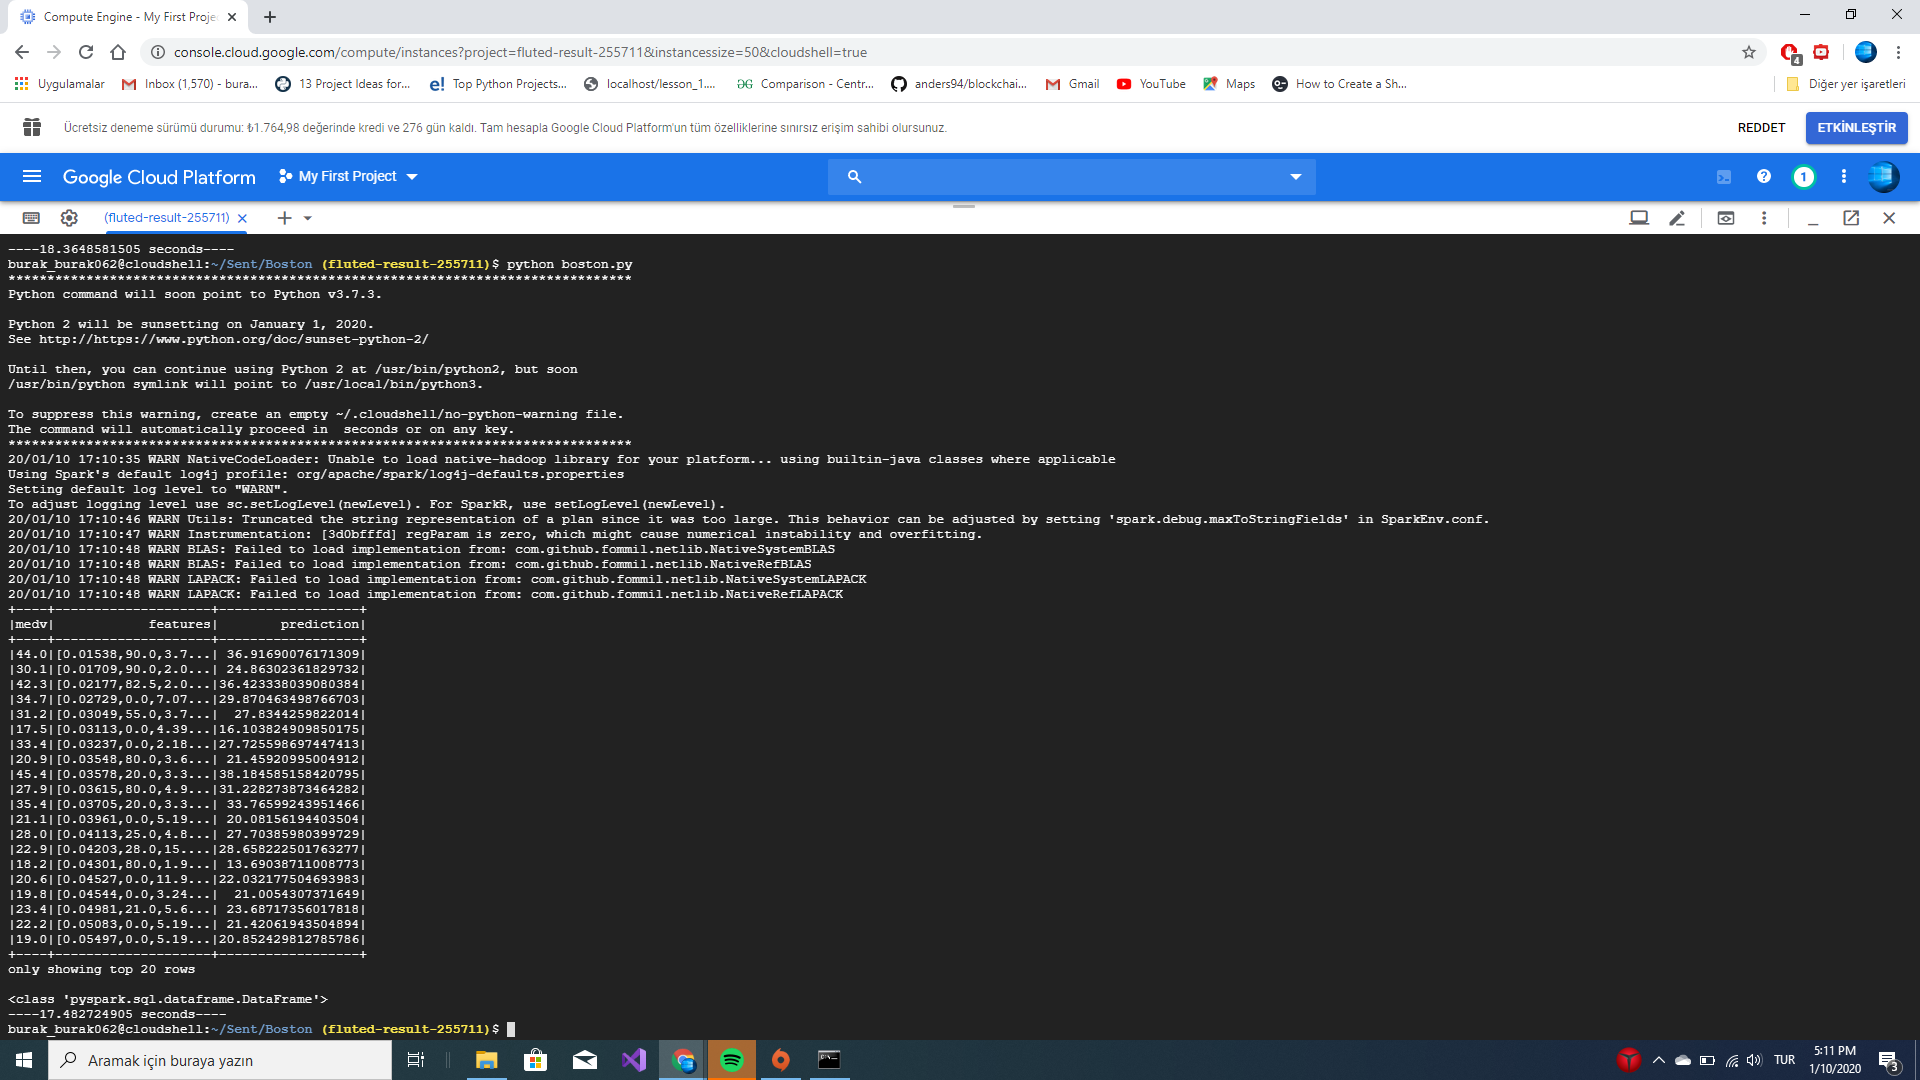 Compute Engine - My First Proje
console.cloud.google.com/compute/instances?project=fluted-result-255711&instancessize=50&cloudshell=true
4
Uygulamalar
Inbox (1,570) - bura...
13 Project Ideas for...
Top Python Projects...
localhost/lesson_1....
Comparison - Centr...
anders94/blockchai...
Gmail
YouTube
Maps
How to Create a Sh...
Diğer yer işaretleri
Ücretsiz deneme sürümü durumu: ₺1.764,98 değerinde kredi ve 276 gün kaldı. Tam hesapla Google Cloud Platform'un tüm özelliklerine sınırsız erişim sahibi olursunuz.
REDDET
ETKİNLEŞTİR
Google Cloud Platform
My First Project
1
(fluted-result-255711)
----18.3648581505 seconds----
burak_burak062@cloudshell:~/Sent/Boston (fluted-result-255711)$ python boston.py
********************************************************************************
Python command will soon point to Python v3.7.3.
Python 2 will be sunsetting on January 1, 2020.
See http://https://www.python.org/doc/sunset-python-2/
Until then, you can continue using Python 2 at /usr/bin/python2, but soon
/usr/bin/python symlink will point to /usr/local/bin/python3.
To suppress this warning, create an empty ~/.cloudshell/no-python-warning file.
The command will automatically proceed in  seconds or on any key.
********************************************************************************
20/01/10 17:10:35 WARN NativeCodeLoader: Unable to load native-hadoop library for your platform... using builtin-java classes where applicable
Using Spark's default log4j profile: org/apache/spark/log4j-defaults.properties
Setting default log level to "WARN".
To adjust logging level use sc.setLogLevel(newLevel). For SparkR, use setLogLevel(newLevel).
20/01/10 17:10:46 WARN Utils: Truncated the string representation of a plan since it was too large. This behavior can be adjusted by setting 'spark.debug.maxToStringFields' in SparkEnv.conf.
20/01/10 17:10:47 WARN Instrumentation: [3d0bfffd] regParam is zero, which might cause numerical instability and overfitting.
20/01/10 17:10:48 WARN BLAS: Failed to load implementation from: com.github.fommil.netlib.NativeSystemBLAS
20/01/10 17:10:48 WARN BLAS: Failed to load implementation from: com.github.fommil.netlib.NativeRefBLAS
20/01/10 17:10:48 WARN LAPACK: Failed to load implementation from: com.github.fommil.netlib.NativeSystemLAPACK
20/01/10 17:10:48 WARN LAPACK: Failed to load implementation from: com.github.fommil.netlib.NativeRefLAPACK
+----+--------------------+------------------+
|medv|            features|        prediction|
+----+--------------------+------------------+
|44.0|[0.01538,90.0,3.7...| 36.91690076171309|
|30.1|[0.01709,90.0,2.0...| 24.86302361829732|
|42.3|[0.02177,82.5,2.0...|36.423338039080384|
|34.7|[0.02729,0.0,7.07...|29.870463498766703|
|31.2|[0.03049,55.0,3.7...|  27.8344259822014|
|17.5|[0.03113,0.0,4.39...|16.103824909850175|
|33.4|[0.03237,0.0,2.18...|27.725598697447413|
|20.9|[0.03548,80.0,3.6...| 21.45920995004912|
|45.4|[0.03578,20.0,3.3...|38.184585158420795|
|27.9|[0.03615,80.0,4.9...|31.228273873464282|
|35.4|[0.03705,20.0,3.3...| 33.76599243951466|
|21.1|[0.03961,0.0,5.19...| 20.08156194403504|
|28.0|[0.04113,25.0,4.8...| 27.70385980399729|
|22.9|[0.04203,28.0,15....|28.658222501763277|
|18.2|[0.04301,80.0,1.9...| 13.69038711008773|
|20.6|[0.04527,0.0,11.9...|22.032177504693983|
|19.8|[0.04544,0.0,3.24...|  21.0054307371649|
|23.4|[0.04981,21.0,5.6...| 23.68717356017818|
|22.2|[0.05083,0.0,5.19...| 21.42061943504894|
|19.0|[0.05497,0.0,5.19...|20.852429812785786|
+----+--------------------+------------------+
only showing top 20 rows
<class 'pyspark.sql.dataframe.DataFrame'>
----17.482724905 seconds----
burak_burak062@cloudshell:~/Sent/Boston (fluted-result-255711)$
Aramak için buraya yazın
TUR
5:11 PM
1/10/2020
3